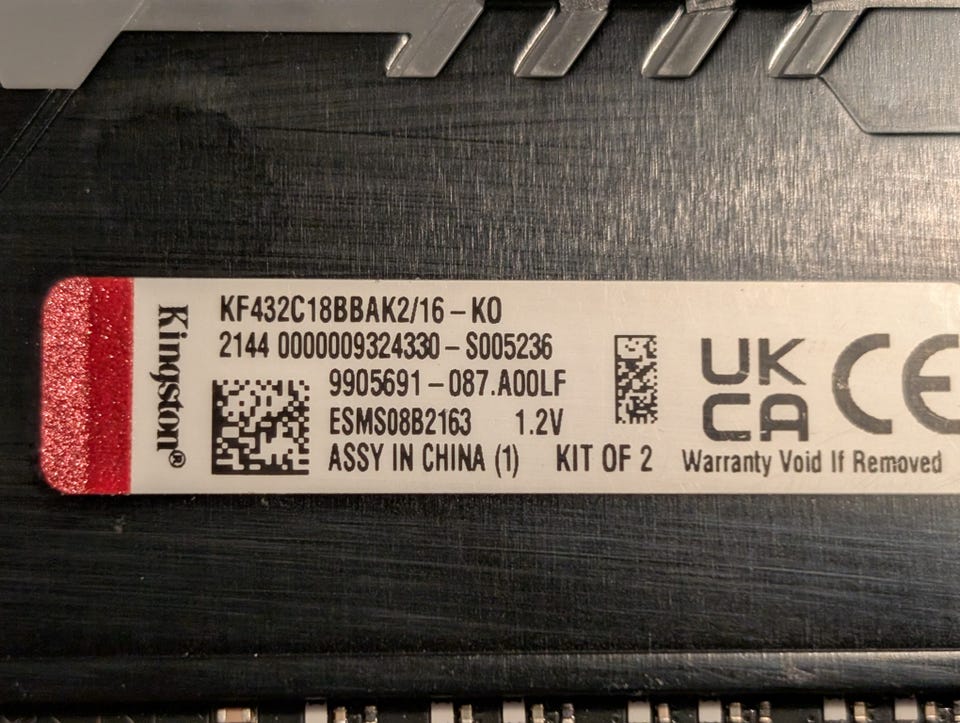 Kingston®
KF432C18BBAK2/16 - K0
2144 0000009324330 - S005236
9905691 - 087.A00LF
ESMS08B2163 1.2V
ASSY IN CHINA (1) KIT OF 2
UK
CA
CE
Warranty Void If Removed